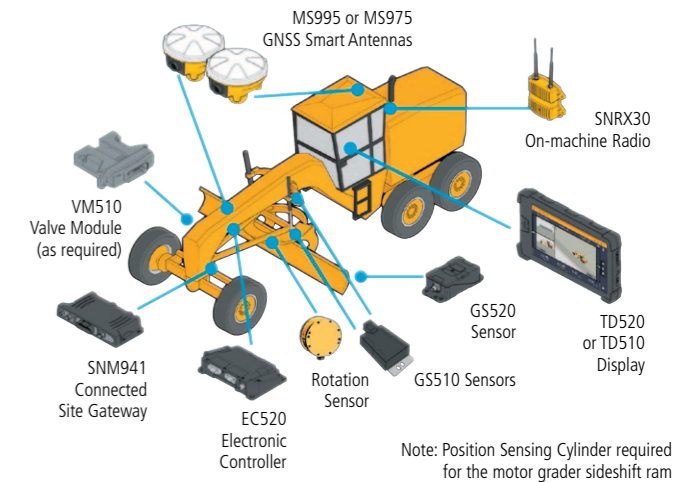 MS995 or MS975
GNSS Smart Antennas
SNRX30
On-machine Radio
VM510
Valve Module
(as required)
GS520
Sensor
TD520
or TD510
Display
SNM941
Connected
Site Gateway
EC520
Electronic
Controller
Rotation
Sensor
GS510 Sensors
Note: Position Sensing Cylinder required
for the motor grader sideshift ram